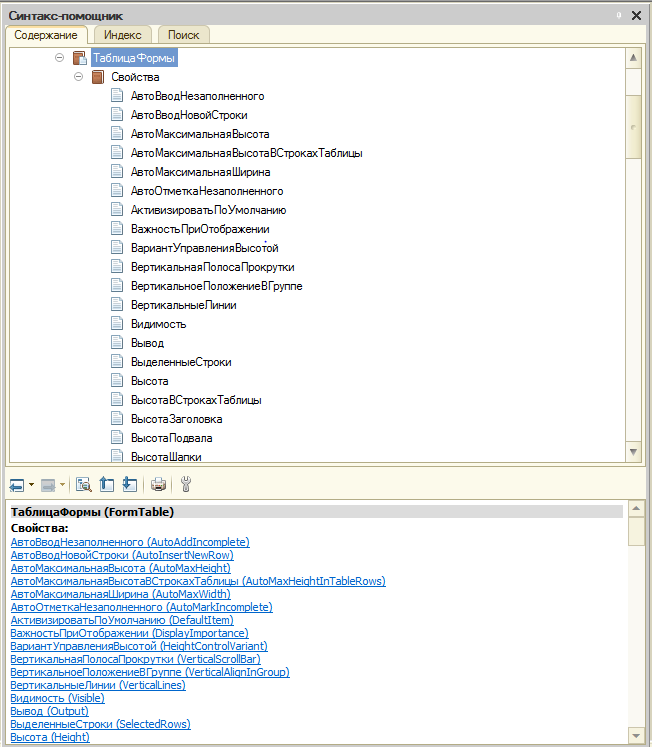 Синтакс-помощник
Содержание Индекс Поиск
ТаблицаФормы
Свойства
АвтоВводНезаполненного
АвтоВводНовойСтроки
АвтоМаксимальнаяВысота
АвтоМаксимальнаяВысотаВСтрокахТаблицы
АвтоМаксимальнаяШирина
АвтоОтметкаНезаполненного
АктивизироватьПоУмолчанию
ВажностьПриОтображении
ВариантУправленияВысотой
ВертикальнаяПолосаПрокрутки
ВертикальноеПоложениеВГруппе
ВертикальныеЛинии
Видимость
Вывод
ВыделенныеСтроки
Высота
ВысотаВСтрокахТаблицы
ВысотаЗаголовка
ВысотаПодвала
ВысотаШапки
ТаблицаФормы (FormTable)
Свойства:
АвтоВводНезаполненного (AutoAddIncomplete)
АвтоВводНовойСтроки (AutoInsertNewRow)
АвтоМаксимальнаяВысота (AutoMaxHeight)
АвтоМаксимальнаяВысотаВСтрокахТаблицы (AutoMaxHeightInTableRows)
АвтоМаксимальнаяШирина (AutoMaxWidth)
АвтоОтметкаНезаполненного (AutoMarkIncomplete)
АктивизироватьПоУмолчанию (DefaultItem)
ВажностьПриОтображении (DisplayImportance)
ВариантУправленияВысотой (HeightControlVariant)
ВертикальнаяПолосаПрокрутки (VerticalScrollBar)
ВертикальноеПоложениеВГруппе (VerticalAlignInGroup)
ВертикальныеЛинии (VerticalLines)
Видимость (Visible)
Вывод (Output)
ВыделенныеСтроки (SelectedRows)
Высота (Height)